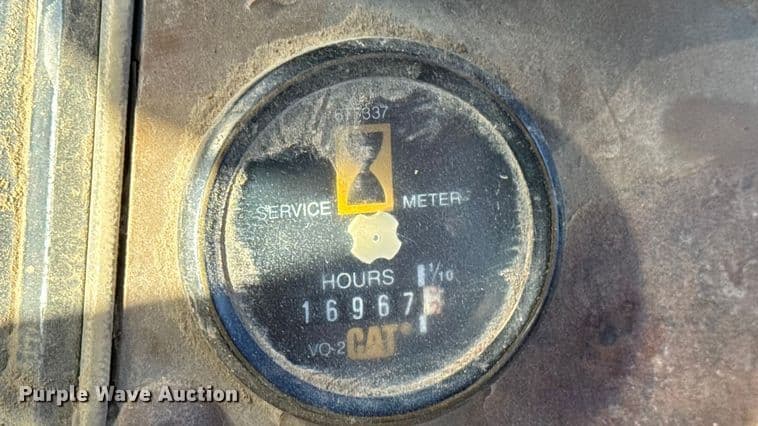 SERVICE METER
HOURS 1/10
16967
VO-2 CAT
Purple Wave Auction